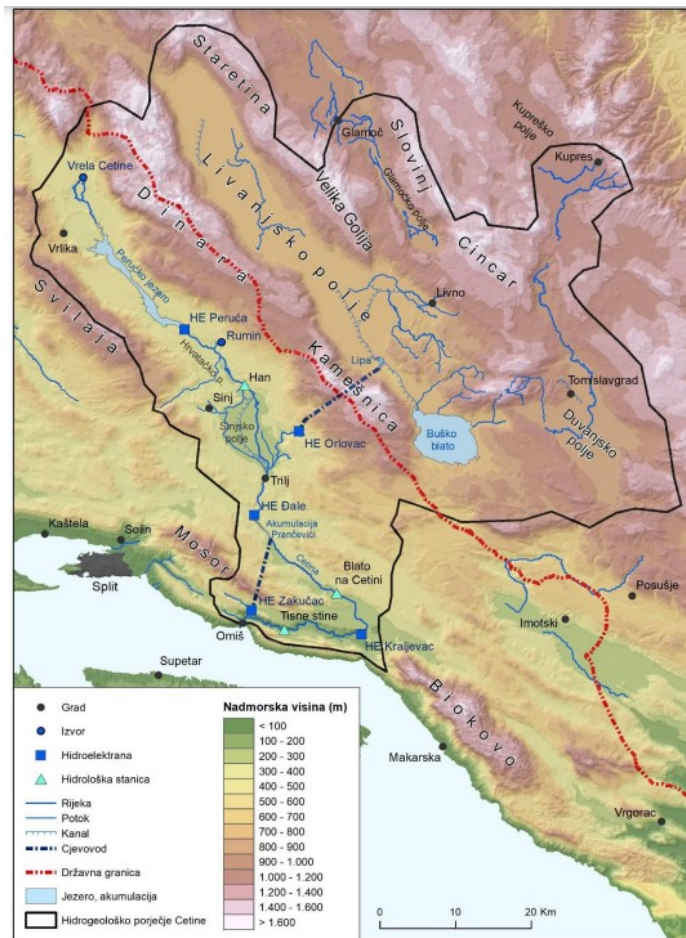 Staretina
Glamoč
Slovinj
Kupreško
polje
Kupres
Vrela Cetine
Livanjsko polje
Velika Golija
Glamočko polje
Cincar
Dinara
Vrlika
Peručko jezero
Svilaja
Livno
HE Peruća
Rumin
Hrvatačko p.
Lipa
Kamešnica
Han
Tomislavgrad
Sinj
Sinjsko
polje
HE Orlovac
Buško
blato
Duvanjsko
polje
Trilj
HE Đale
Akumulacija
Prančevići
Kaštela
Solin
Mosor
Split
Cetina
Blato
na Cetini
Posušje
HE Zakučac
Tisne stine
Imotski
Omiš
HE Kraljevac
Supetar
Biokovo
Makarska
Vrgorac
Grad
Izvor
Hidroelektrana
Hidrološka stanica
Rijeka
Potok
Kanal
Cjevovod
Državna granica
Jezero, akumulacija
Hidrogeološko porječje Cetine
Nadmorska visina (m)
< 100
100 - 200
200 - 300
300 - 400
400 - 500
500 - 600
600 - 700
700 - 800
800 - 900
900 - 1.000
1.000 - 1.200
1.200 - 1.400
1.400 - 1.600
> 1.600
0 10 20 Km